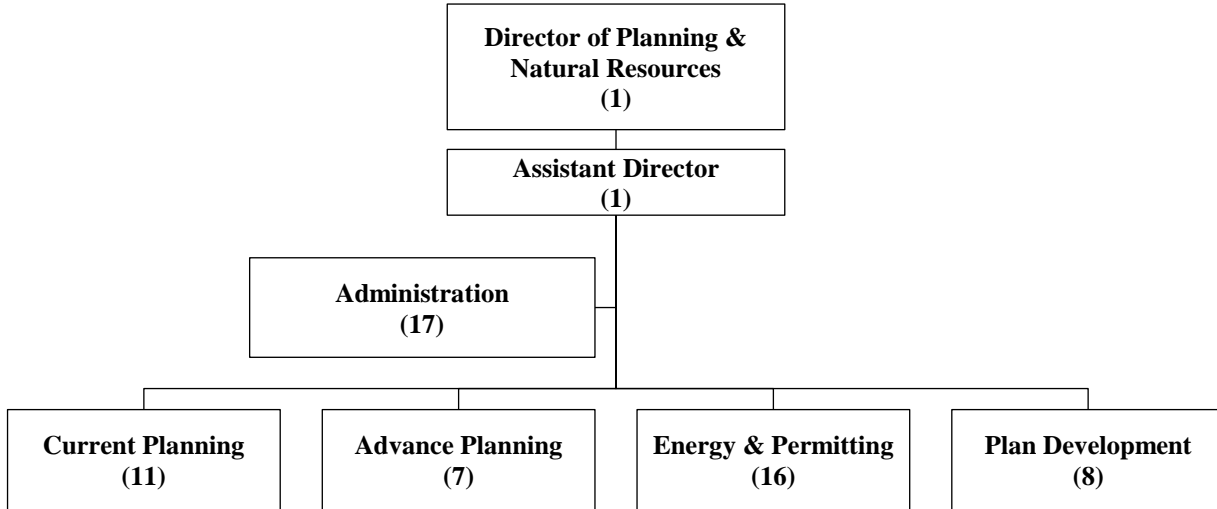 Director of Planning &
Natural Resources
(1)
Assistant Director
(1)
Administration
(17)
Current Planning
(11)
Advance Planning
(7)
Energy & Permitting
(16)
Plan Development
(8)